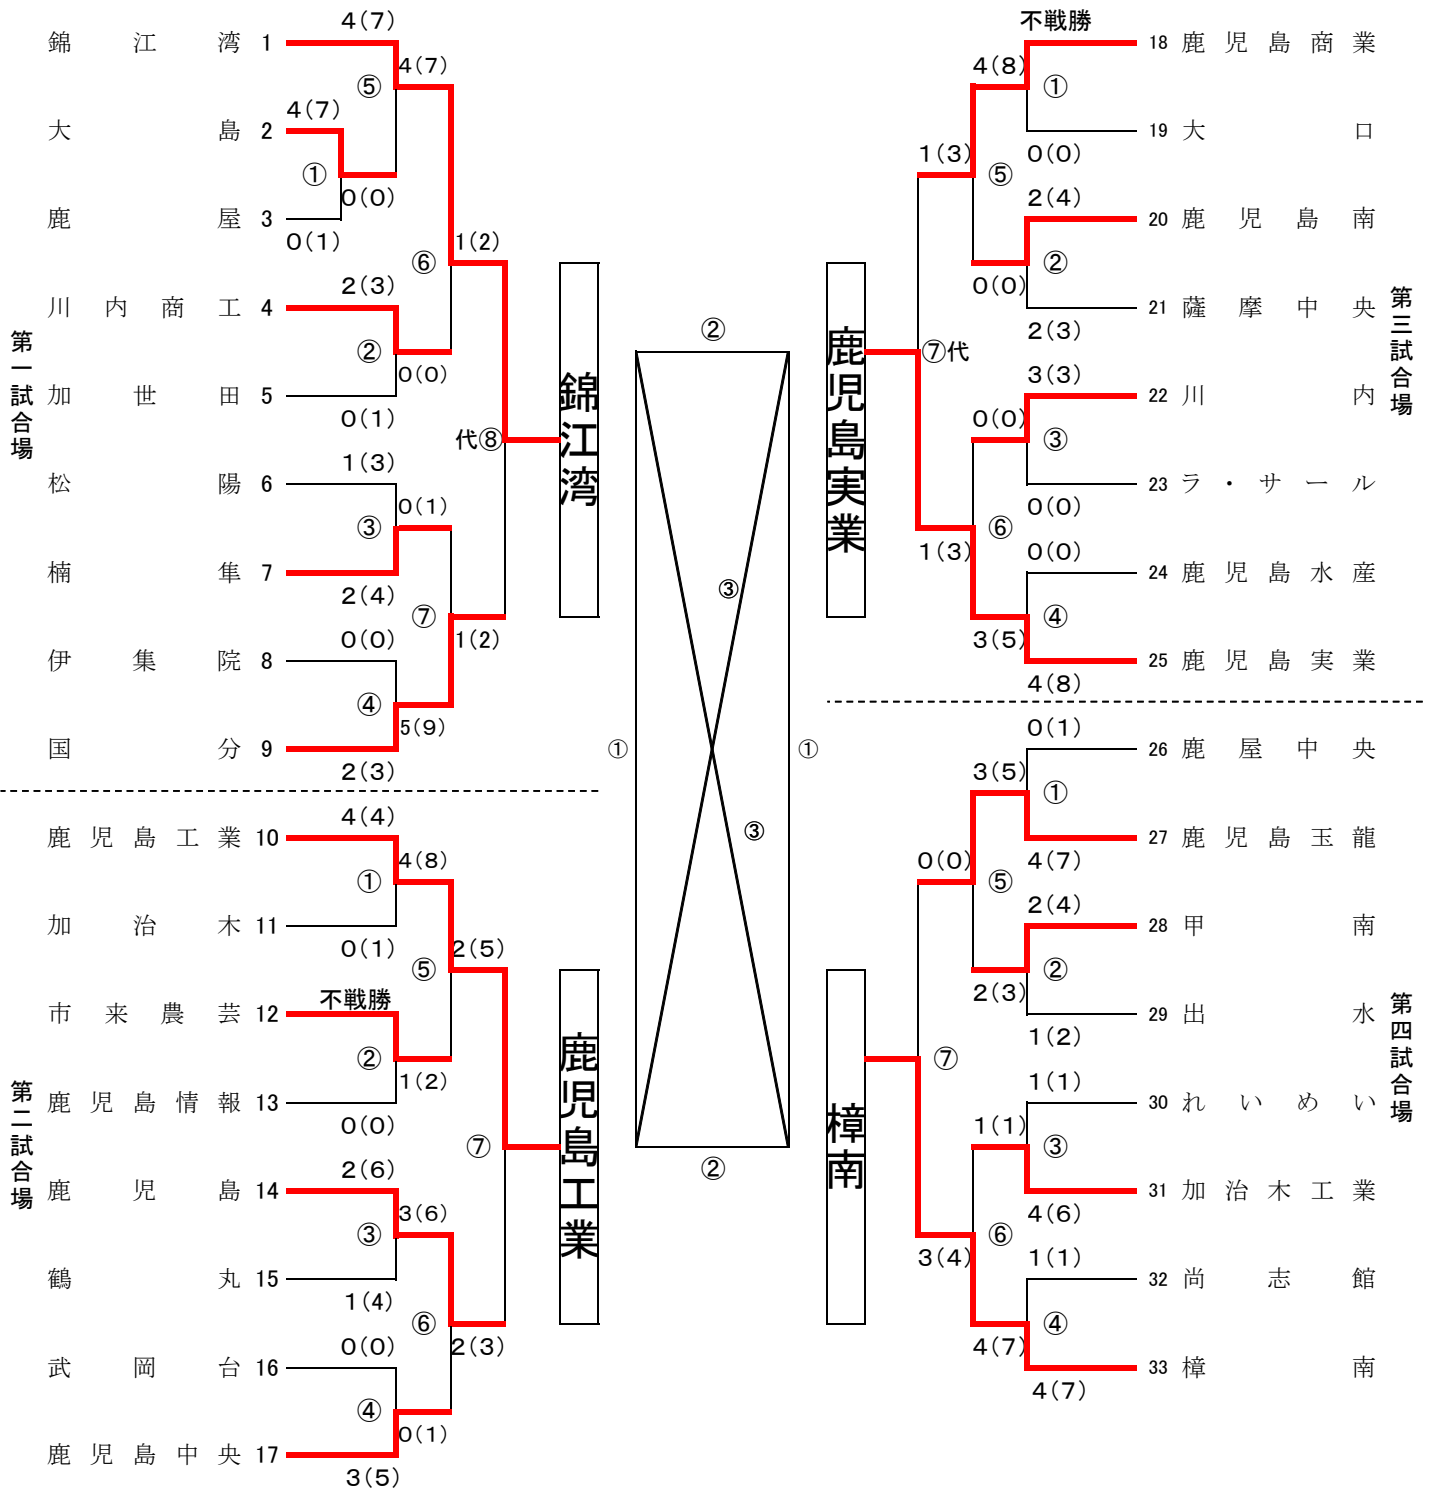 第一試合場
錦江湾 1 4(7)
⑤ 4(7)
大島 2 4(7)
① 0(0)
鹿屋 3 0(1)
⑥ 1(2)
川内商工 4 2(3)
② 0(0)
加世田 5 0(1)
代⑧
錦江湾
松陽 6 1(3)
③ 0(1)
楠隼 7 2(4)
⑦ 1(2)
伊集院 8 0(0)
④ 5(9)
国分 9 2(3)
第二試合場
鹿児島工業 10 4(4)
① 4(8)
加治木 11 0(1)
⑤ 2(5)
市来農芸 12 不戦勝
② 1(2)
鹿児島情報 13 0(0)
⑦
鹿児島工業
鹿児島 14 2(6)
③ 3(6)
鶴丸 15 1(4)
⑥ 2(3)
武岡台 16 0(0)
④ 0(1)
鹿児島中央 17 3(5)
②
③
① ①
③
②
第三試合場
不戦勝 18 鹿児島商業
4(8) ①
0(0) 19 大口
1(3) ⑤
2(4) 20 鹿児島南
0(0) ②
2(3) 21 薩摩中央
⑦代
鹿児島実業
3(3) 22 川内
0(0) ③
0(0) 23 ラ・サール
1(3) ⑥
0(0) 24 鹿児島水産
3(5) ④
4(8) 25 鹿児島実業
第四試合場
0(1) 26 鹿屋中央
3(5) ①
4(7) 27 鹿児島玉龍
0(0) ⑤
2(4) 28 甲南
2(3) ②
1(2) 29 出水
⑦
樟南
1(1) 30 れいめい
1(1) ③
4(6) 31 加治木工業
3(4) ⑥
1(1) 32 尚志館
4(7) ④
4(7) 33 樟南